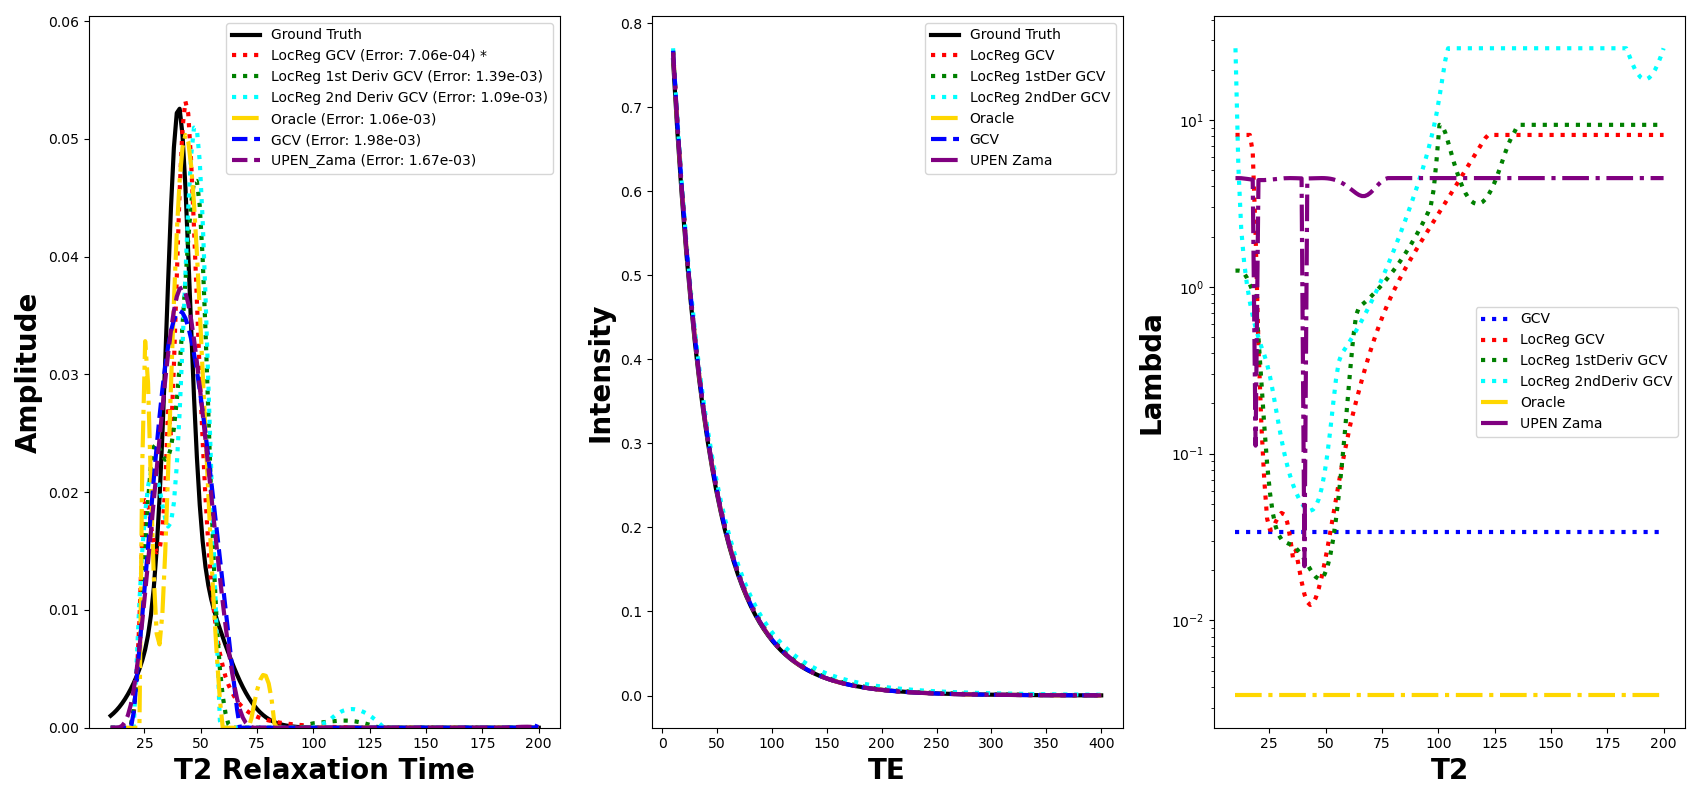 0.06
0.05
0.04
0.03
0.02
0.01
0.00
Amplitude
Ground Truth
LocReg GCV (Error: 7.06e-04) *
LocReg 1st Deriv GCV (Error: 1.39e-03)
LocReg 2nd Deriv GCV (Error: 1.09e-03)
Oracle (Error: 1.06e-03)
GCV (Error: 1.98e-03)
UPEN_Zama (Error: 1.67e-03)
25 50 75 100 125 150 175 200
T2 Relaxation Time
0.8
0.7
0.6
0.5
0.4
0.3
0.2
0.1
0.0
Intensity
Ground Truth
LocReg GCV
LocReg 1stDer GCV
LocReg 2ndDer GCV
Oracle
GCV
UPEN Zama
0 50 100 150 200 250 300 350 400
TE
10¹
10⁰
10⁻¹
10⁻²
Lambda
GCV
LocReg GCV
LocReg 1stDeriv GCV
LocReg 2ndDeriv GCV
Oracle
UPEN Zama
25 50 75 100 125 150 175 200
T2